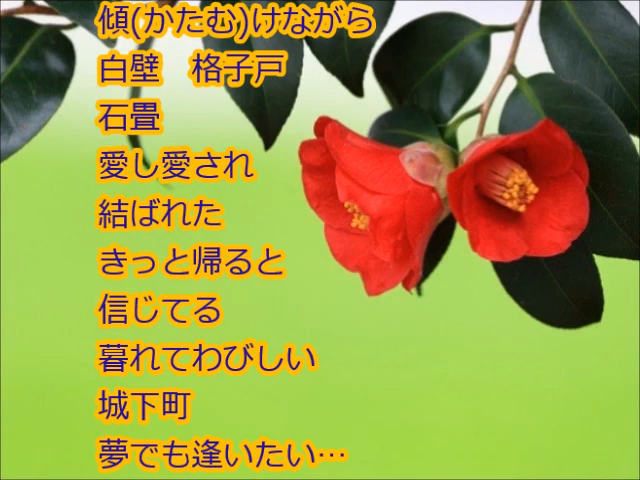 傾(かたむ)けながら
白壁　格子戸
石畳
愛し愛され
結ばれた
きっと帰ると
信じてる
暮れてわびしい
城下町
夢でも逢いたい…